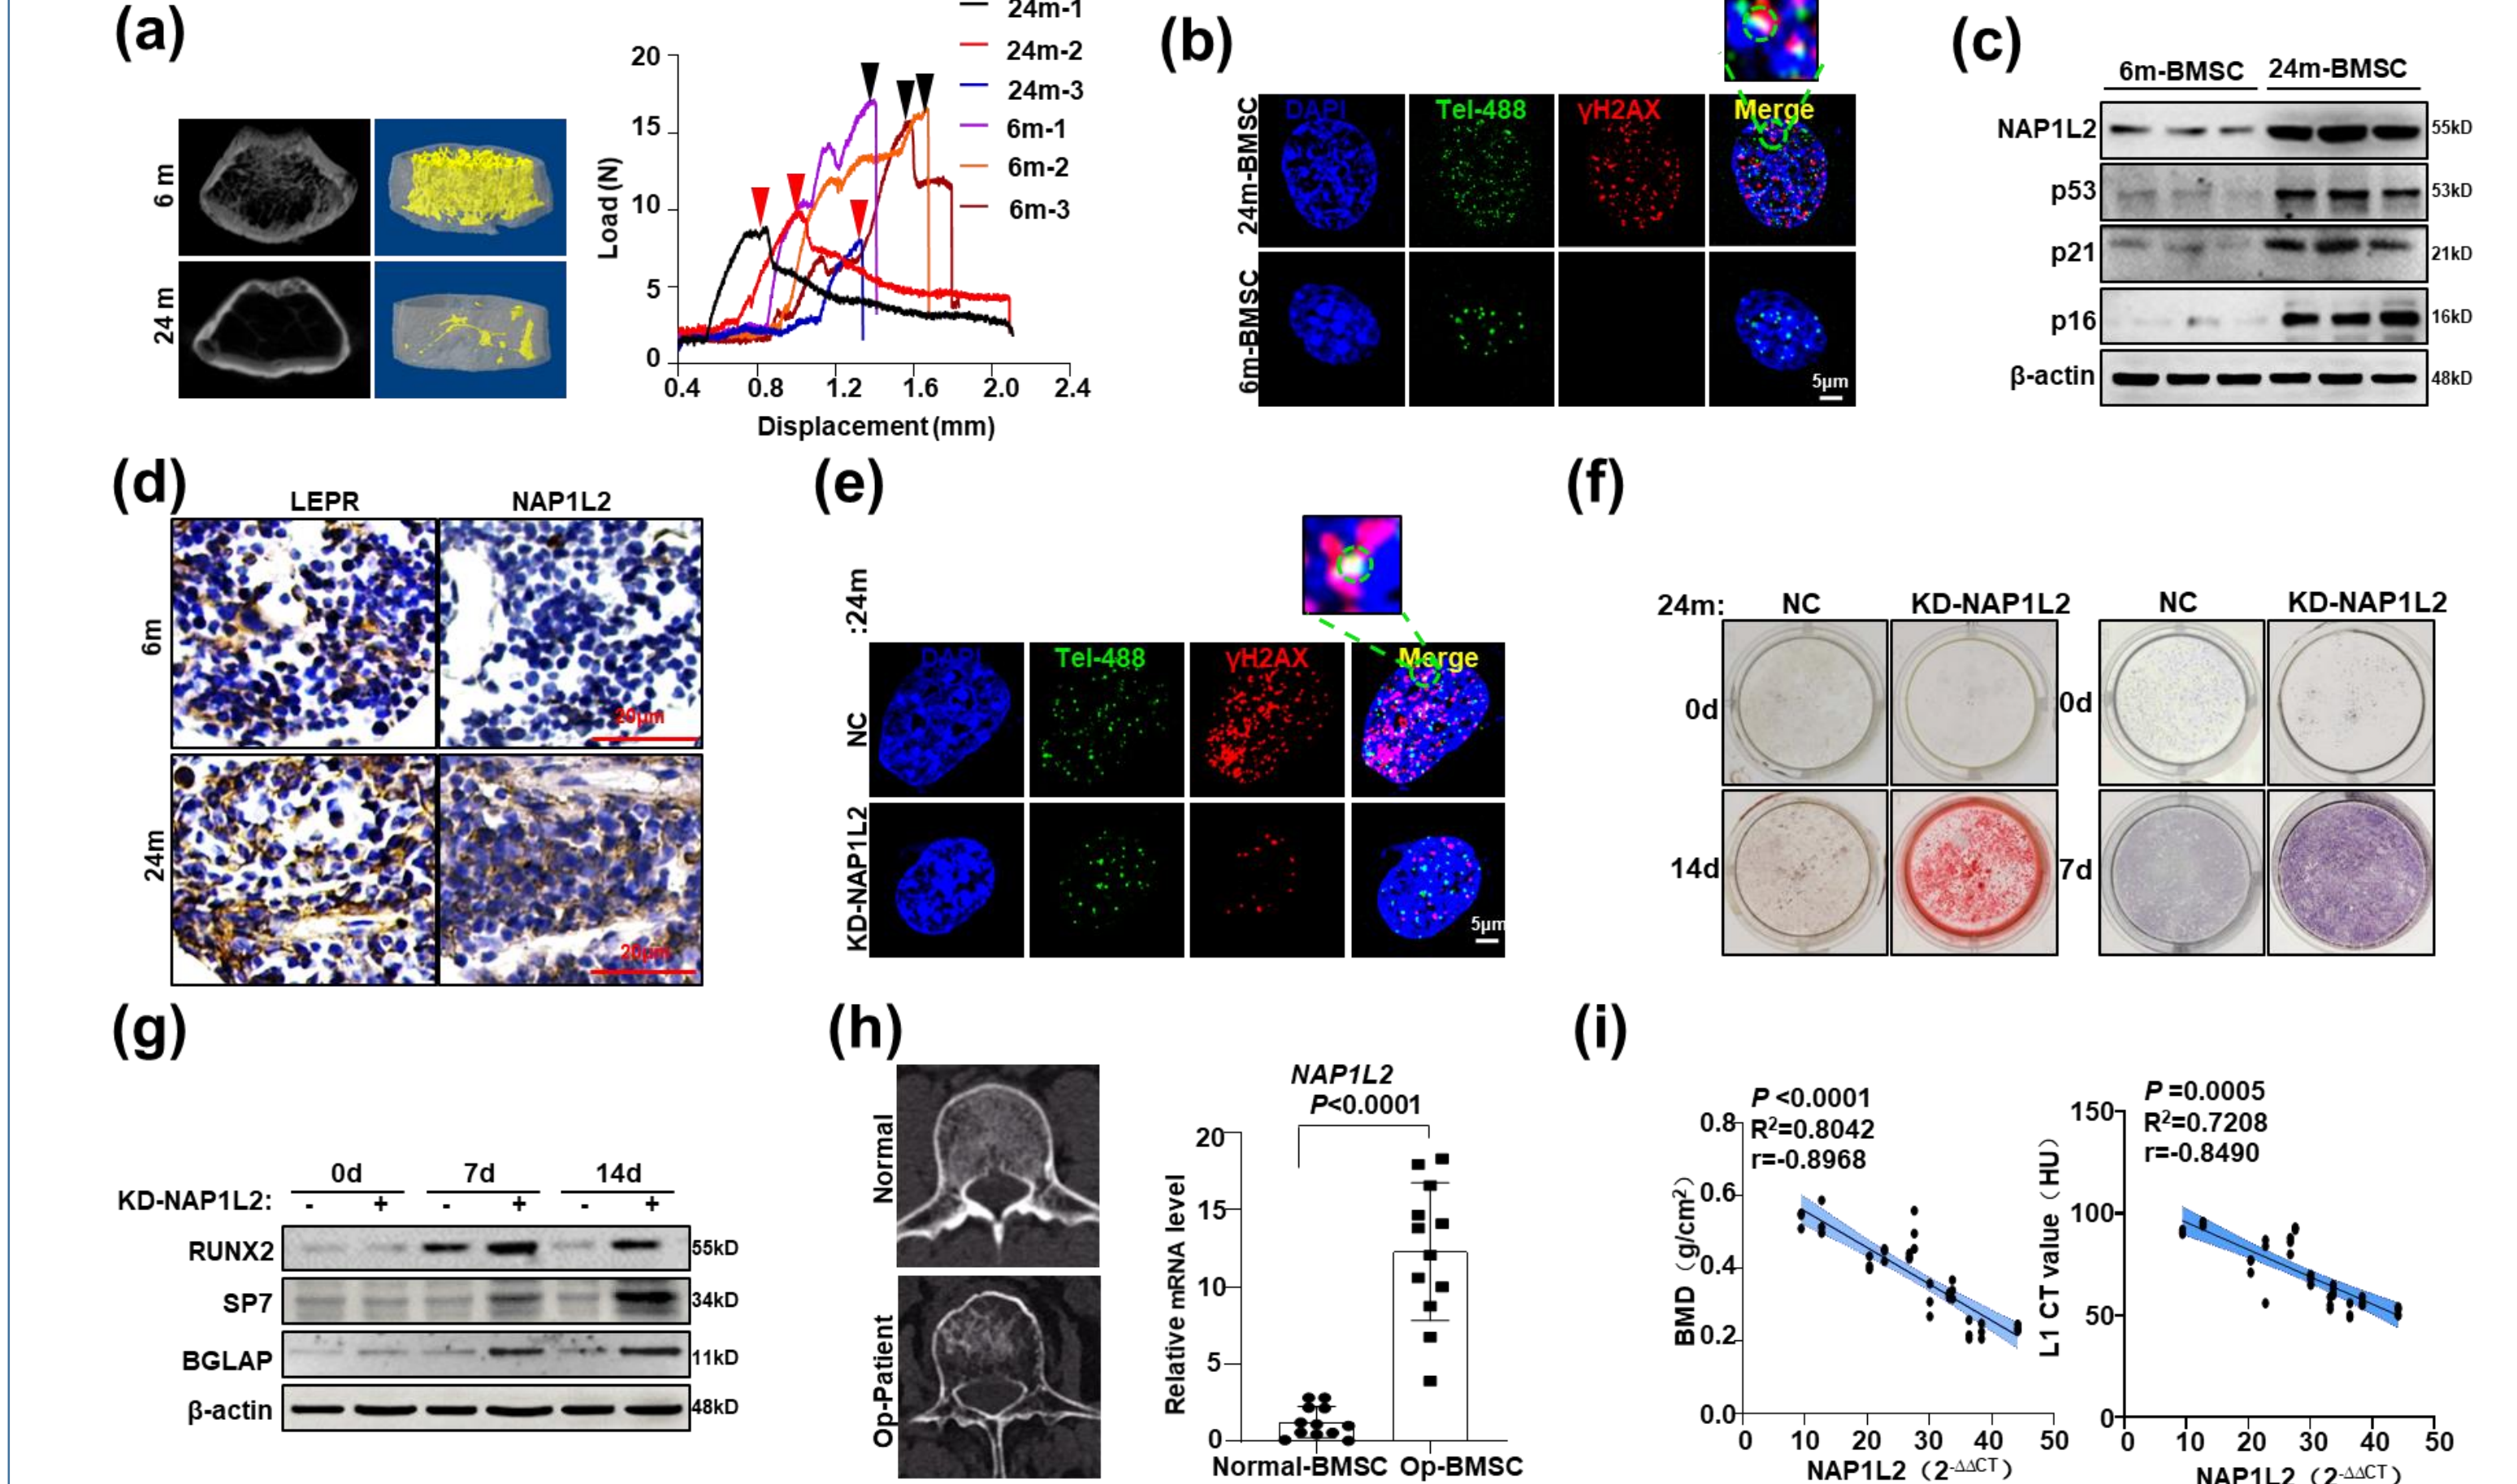 (a)
6 m
24 m
Load (N)
20
15
10
5
0
0.4 0.8 1.2 1.6 2.0 2.4
Displacement (mm)
24m-1
24m-2
24m-3
6m-1
6m-2
6m-3
(b)
DAPI Tel-488 γH2AX Merge
24m-BMSC
6m-BMSC
5μm
(c)
6m-BMSC 24m-BMSC
NAP1L2 55kD
p53 53kD
p21 21kD
p16 16kD
β-actin 48kD
(d)
LEPR NAP1L2
6m
20μm
24m
20μm
(e)
:24m
DAPI Tel-488 γH2AX Merge
NC
KD-NAP1L2
5μm
(f)
24m: NC KD-NAP1L2 NC KD-NAP1L2
0d 0d
14d 7d
(g)
0d 7d 14d
KD-NAP1L2: - + - + - +
RUNX2 55kD
SP7 34kD
BGLAP 11kD
β-actin 48kD
(h)
Normal
Op-Patient
NAP1L2
P<0.0001
Relative mRNA level
20
15
10
5
0
Normal-BMSC Op-BMSC
(i)
P <0.0001
R²=0.8042
r=-0.8968
BMD（g/cm²）
0.8
0.6
0.4
0.2
0.0
0 10 20 30 40 50
NAP1L2（2-ΔΔCT）
P =0.0005
R²=0.7208
r=-0.8490
L1 CT value（HU）
150
100
50
0
0 10 20 30 40 50
NAP1L2（2-ΔΔCT）